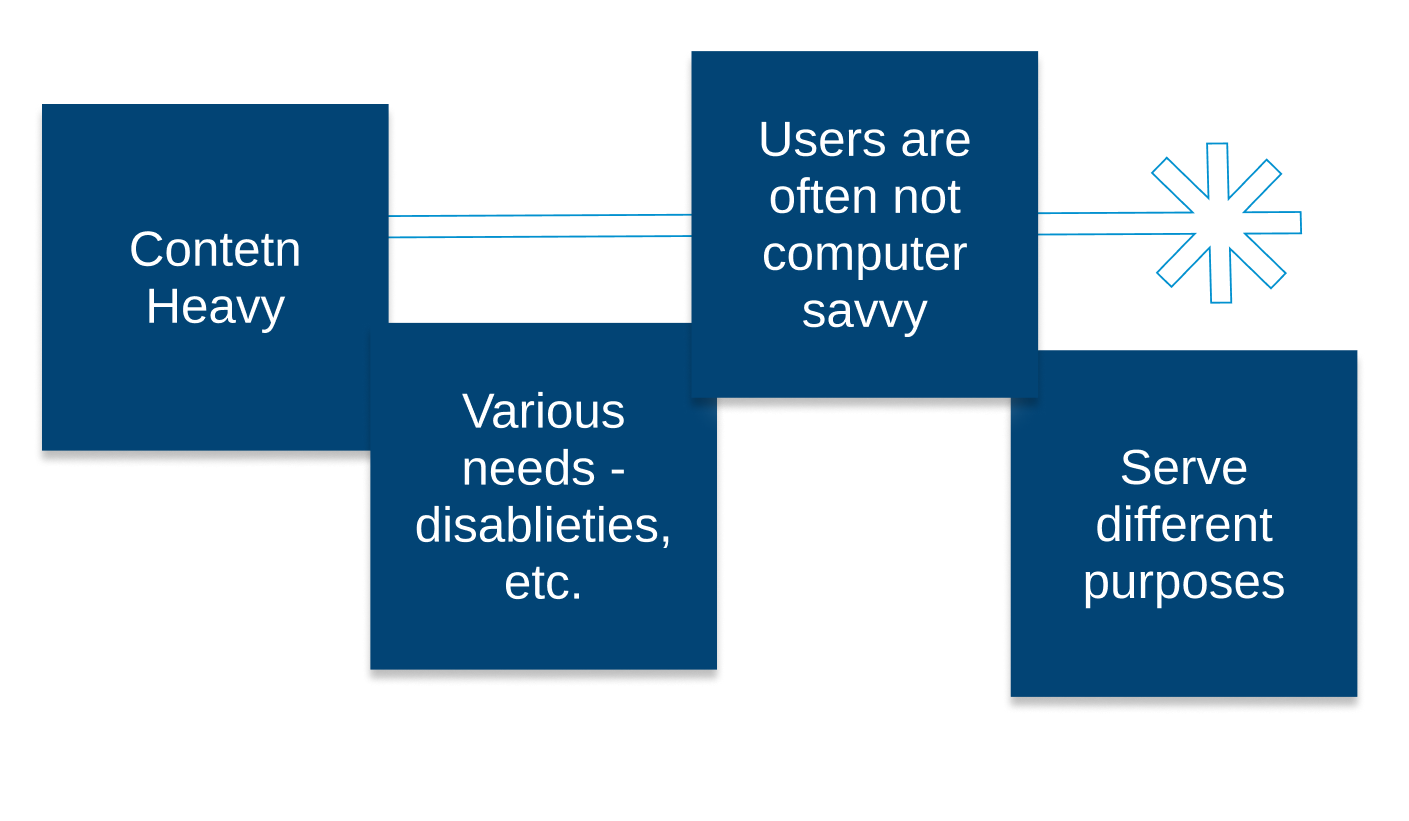 Contetn
Heavy
Various
needs -
disablieties,
etc.
Users are
often not
computer
savvy
Serve
different
purposes